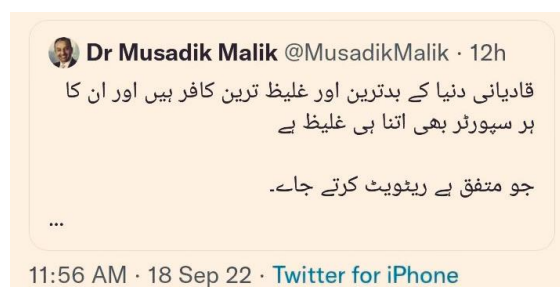 Dr Musadik Malik @MusadikMalik · 12h
قادیانی دنیا کے بدترین اور غلیظ ترین کافر ہیں اور ان کا
ہر سپورٹر بھی اتنا ہی غلیظ ہے
جو متفق ہے ریٹویٹ کرتے جاے۔
...
11:56 AM · 18 Sep 22 · Twitter for iPhone